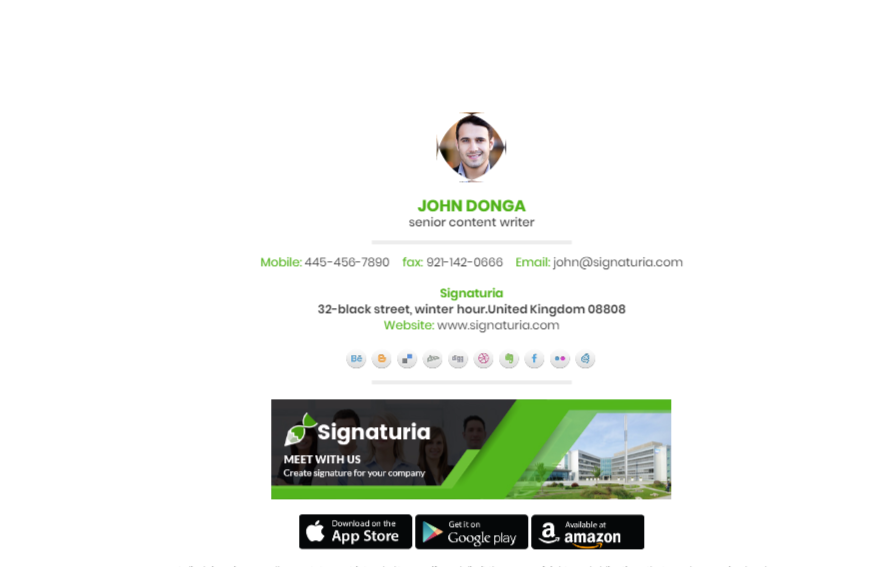 JOHN DONGA
senior content writer
Mobile: 445-456-7890 fax: 921-142-0666 Email: john@signaturia.com
Signaturia
32-black street, winter hour.United Kingdom 08808
Website: www.signaturia.com
Bē B digg f
Signaturia
MEET WITH US
Create signature for your company
Download on the App Store
Get it on Google play
Available at amazon